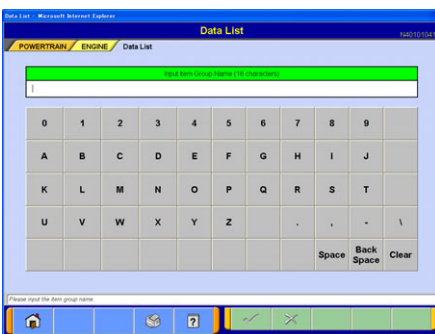 Data List - Microsoft Internet Explorer
Data List
N40101041
POWERTRAIN ENGINE Data List
Input Item Group Name (16 characters)
0 1 2 3 4 5 6 7 8 9
A B C D E F G H I J
K L M N O P Q R S T
U V W X Y Z . , - \
Space Back Space Clear
Please input the item group name.
?